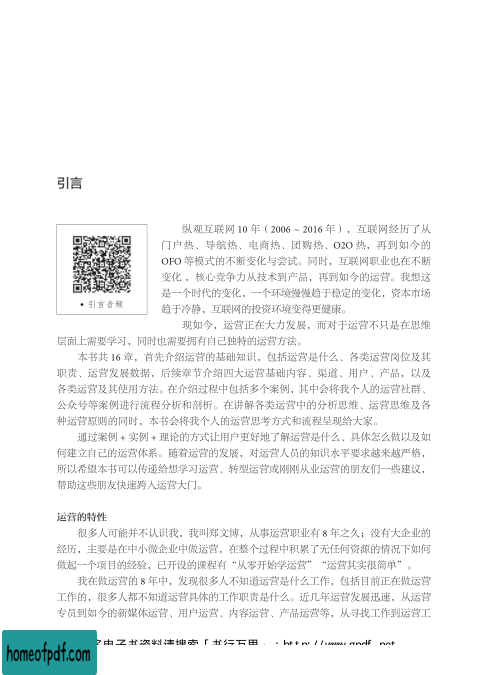 引言
纵观互联网 10 年（2006 ~ 2016 年），互联网经历了从
门户热、导航热、电商热、团购热、O2O 热，再到如今的
OFO 等模式的不断变化与尝试。同时，互联网职业也在不断
变化 ，核心竞争力从技术到产品，再到如今的运营。我想这
是一个时代的变化，一个环境慢慢趋于稳定的变化，资本市场
趋于冷静，互联网的投资环境变得更健康。
• 引言音频
现如今，运营正在大力发展，而对于运营不只是在思维
层面上需要学习，同时也需要拥有自己独特的运营方法。
本书共 16 章，首先介绍运营的基础知识，包括运营是什么、各类运营岗位及其
职责、运营发展数据，后续章节介绍四大运营基础内容、渠道、用户、产品，以及
各类运营及其使用方法。在介绍过程中包括多个案例，其中会将我个人的运营社群、
公众号等案例进行流程分析和剖析。在讲解各类运营中的分析思维、运营思维及各
种运营原则的同时，本书会将我个人的运营思考方式和流程呈现给大家。
通过案例 + 实例 + 理论的方式让用户更好地了解运营是什么、具体怎么做以及如
何建立自己的运营体系。随着运营的发展，对运营人员的知识水平要求越来越严格，
所以希望本书可以传递给想学习运营、转型运营或刚刚从业运营的朋友们一些建议，
帮助这些朋友快速跨入运营大门。
运营的特性
很多人可能并不认识我，我叫郑文博，从事运营职业有 8 年之久；没有大企业的
经历，主要是在中小微企业中做运营，在整个过程中积累了无任何资源的情况下如何
做起一个项目的经验，已开设的课程有“从零开始学运营”“运营其实很简单”。
我在做运营的 8 年中，发现很多人不知道运营是什么工作，包括目前正在做运营
工作的，很多人都不知道运营具体的工作职责是什么。近几年运营发展迅速，从运营
专员到如今的新媒体运营、用户运营、内容运营、产品运营等，从寻找工作到运营工
电子书资料请搜索「书行万里
homeofpdf.com